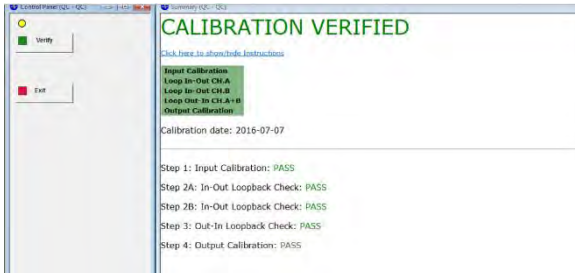 Control Panel (QC - QC)
Verify
Exit
Summary (QC - QC)
CALIBRATION VERIFIED
Click here to show/hide Instructions
Input Calibration
Loop In-Out CH.A
Loop In-Out CH.B
Loop Out-In CH.A+B
Output Calibration
Calibration date: 2016-07-07
Step 1: Input Calibration: PASS
Step 2A: In-Out Loopback Check: PASS
Step 2B: In-Out Loopback Check: PASS
Step 3: Out-In Loopback Check: PASS
Step 4: Output Calibration: PASS